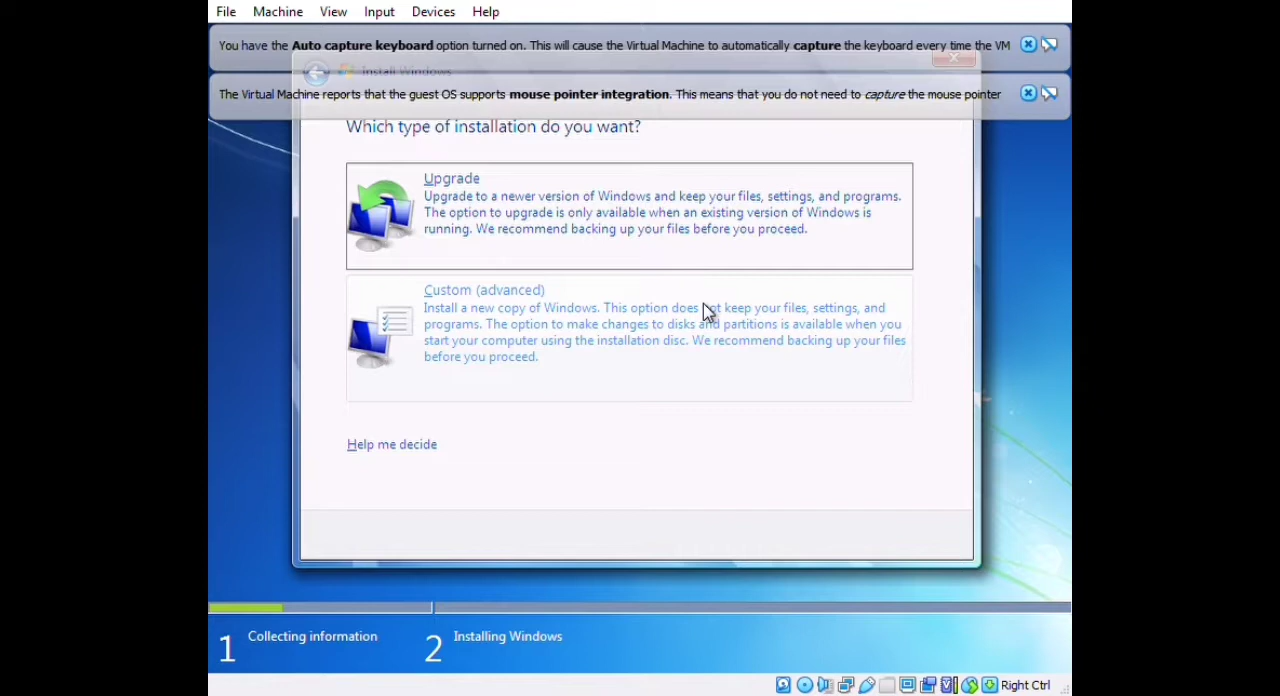 File Machine View Input Devices Help
You have the Auto capture keyboard option turned on. This will cause the Virtual Machine to automatically capture the keyboard every time the VM
Install Windows
The Virtual Machine reports that the guest OS supports mouse pointer integration. This means that you do not need to capture the mouse pointer
Which type of installation do you want?
Upgrade
Upgrade to a newer version of Windows and keep your files, settings, and programs.
The option to upgrade is only available when an existing version of Windows is
running. We recommend backing up your files before you proceed.
Custom (advanced)
Install a new copy of Windows. This option does not keep your files, settings, and
programs. The option to make changes to disks and partitions is available when you
start your computer using the installation disc. We recommend backing up your files
before you proceed.
Help me decide
1 Collecting information 2 Installing Windows
Right Ctrl